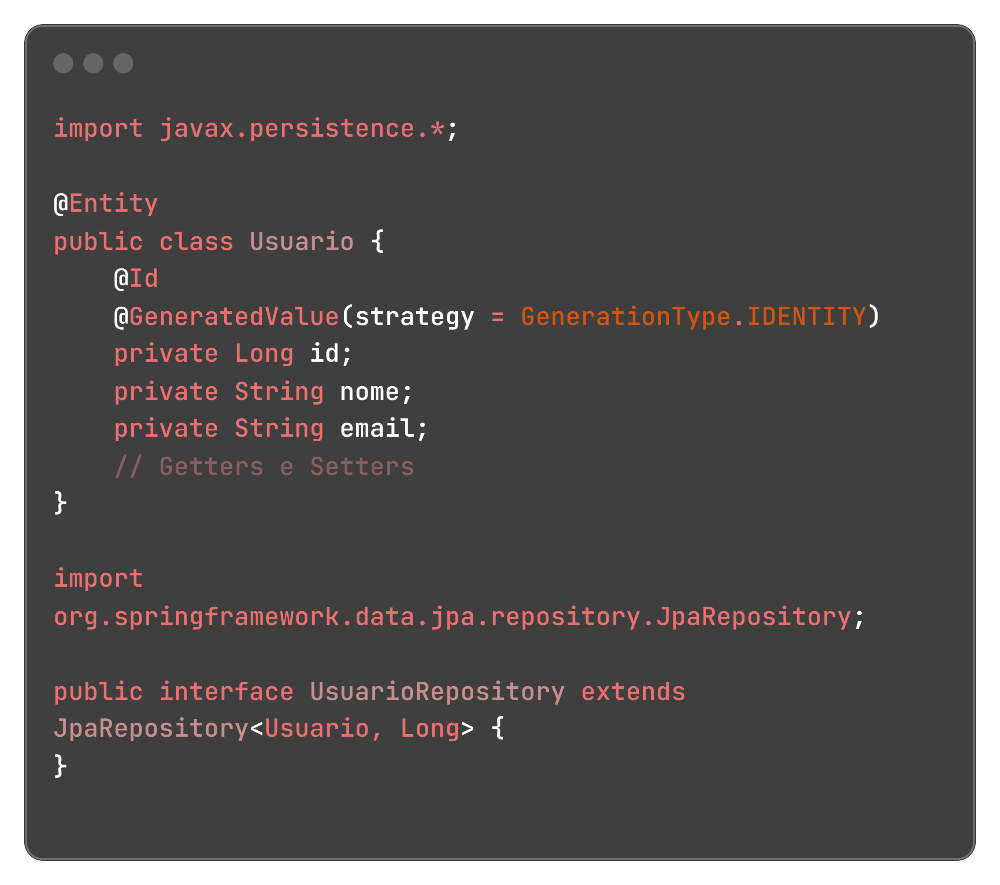 import javax.persistence.*;
@Entity
public class Usuario {
    @Id
    @GeneratedValue(strategy = GenerationType.IDENTITY)
    private Long id;
    private String nome;
    private String email;
    // Getters e Setters
}
import
org.springframework.data.jpa.repository.JpaRepository;
public interface UsuarioRepository extends
JpaRepository<Usuario, Long> {
}